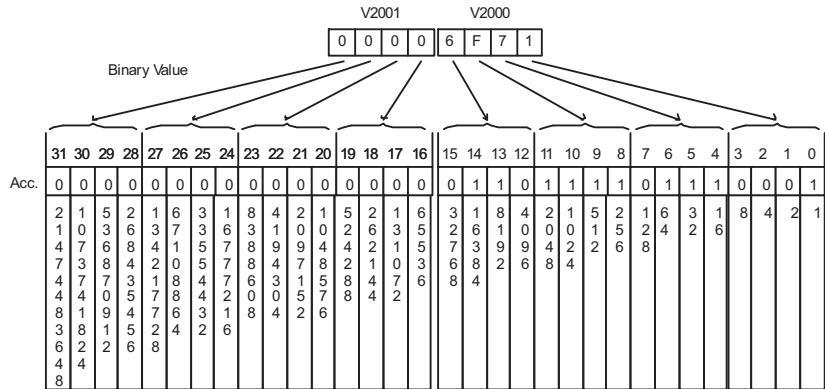 V2001 V2000
0 0 0 0 6 F 7 1
Binary Value
31 30 29 28 27 26 25 24 23 22 21 20 19 18 17 16 15 14 13 12 11 10 9 8 7 6 5 4 3 2 1 0
Acc. 0 0 0 0 0 0 0 0 0 0 0 0 0 0 0 0 0 1 1 0 1 1 1 1 0 1 1 1 0 0 0 1
21474483648 1073741824 536870912 268435456 134217728 67108864 33554432 16777216 8388608 4194304 2097152 1048576 524288 262144 131072 65536 32768 16384 8192 4096 2048 1024 512 256 128 64 32 16 8 4 2 1